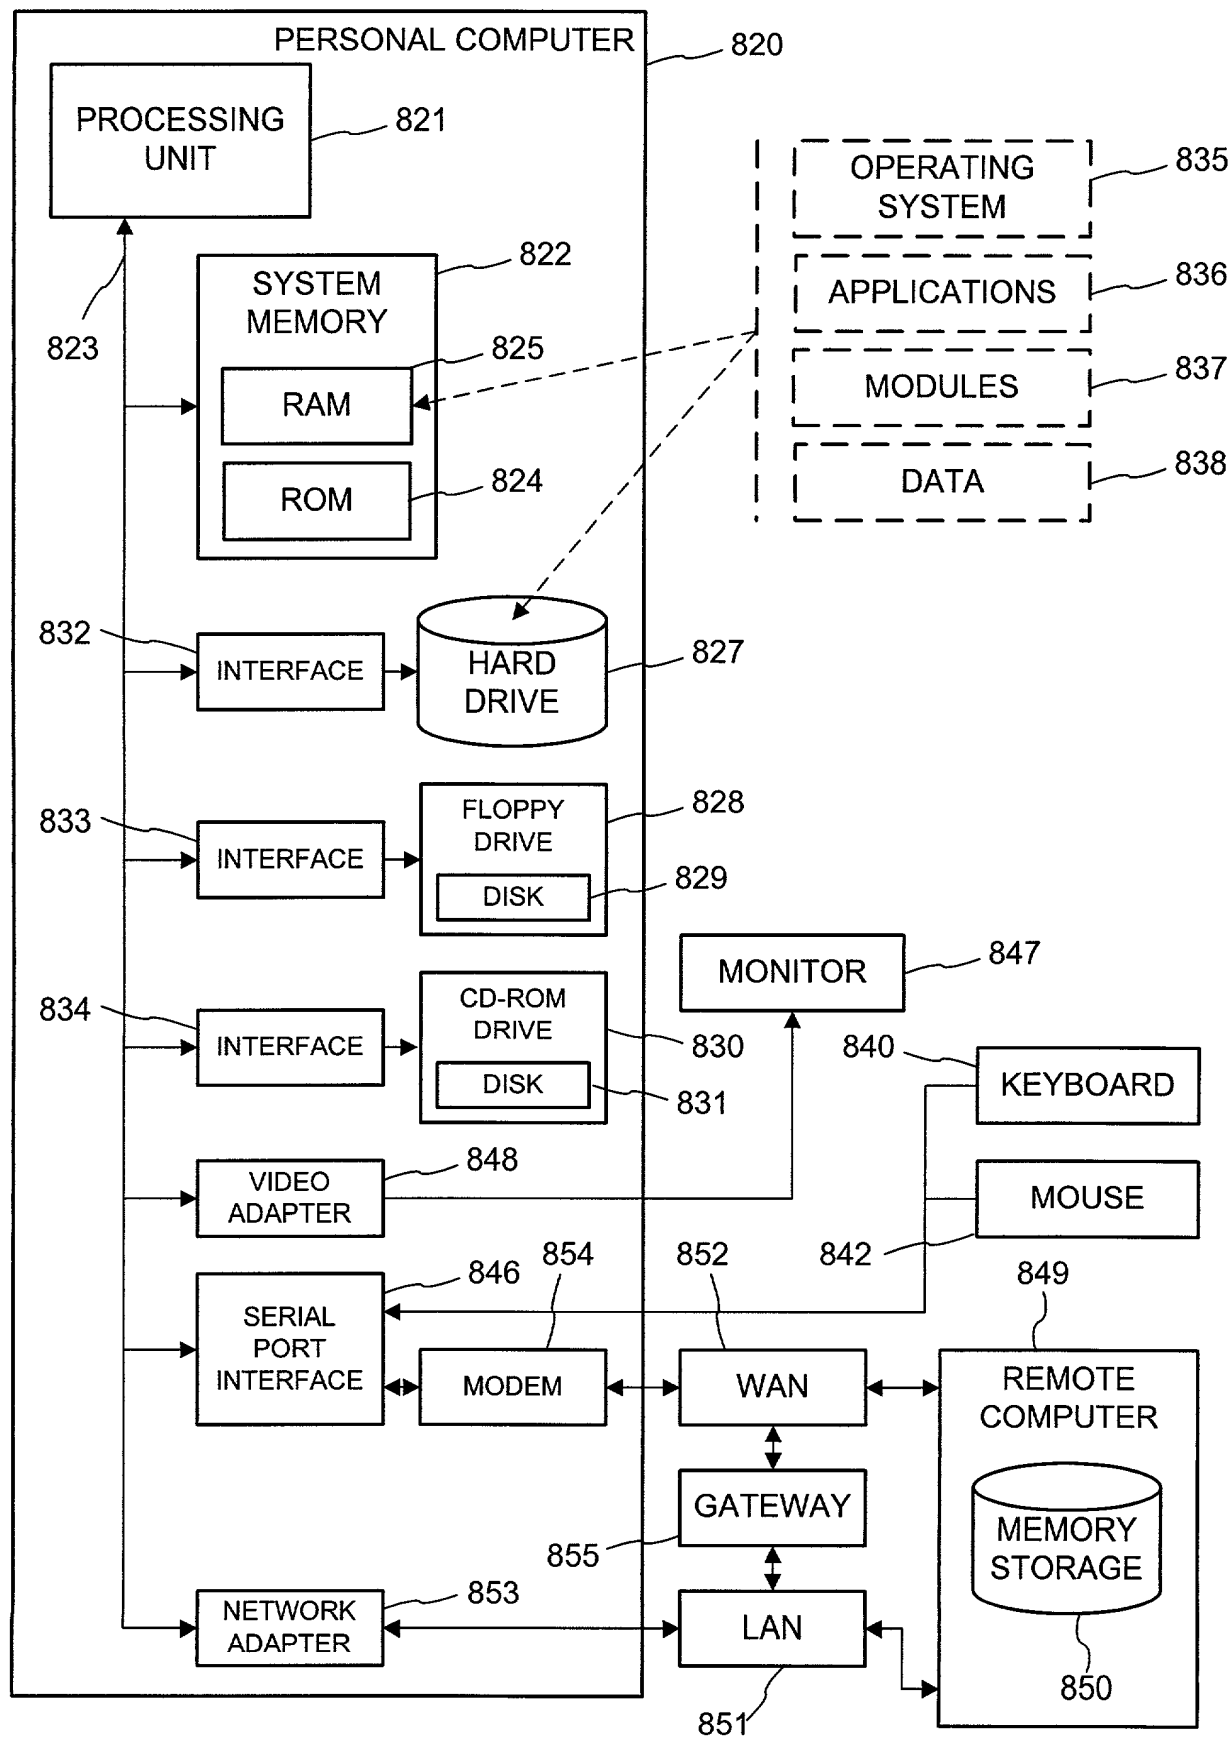 PERSONAL COMPUTER
820
PROCESSING
UNIT
821
823
SYSTEM
MEMORY
822
RAM
825
ROM
824
OPERATING
SYSTEM
835
APPLICATIONS
836
MODULES
837
DATA
838
832
INTERFACE
HARD
DRIVE
827
833
INTERFACE
FLOPPY
DRIVE
828
DISK
829
834
INTERFACE
CD-ROM
DRIVE
830
DISK
831
MONITOR
847
840
KEYBOARD
MOUSE
842
VIDEO
ADAPTER
848
SERIAL
PORT
INTERFACE
846
854
MODEM
852
WAN
849
REMOTE
COMPUTER
MEMORY
STORAGE
850
GATEWAY
855
NETWORK
ADAPTER
853
LAN
851